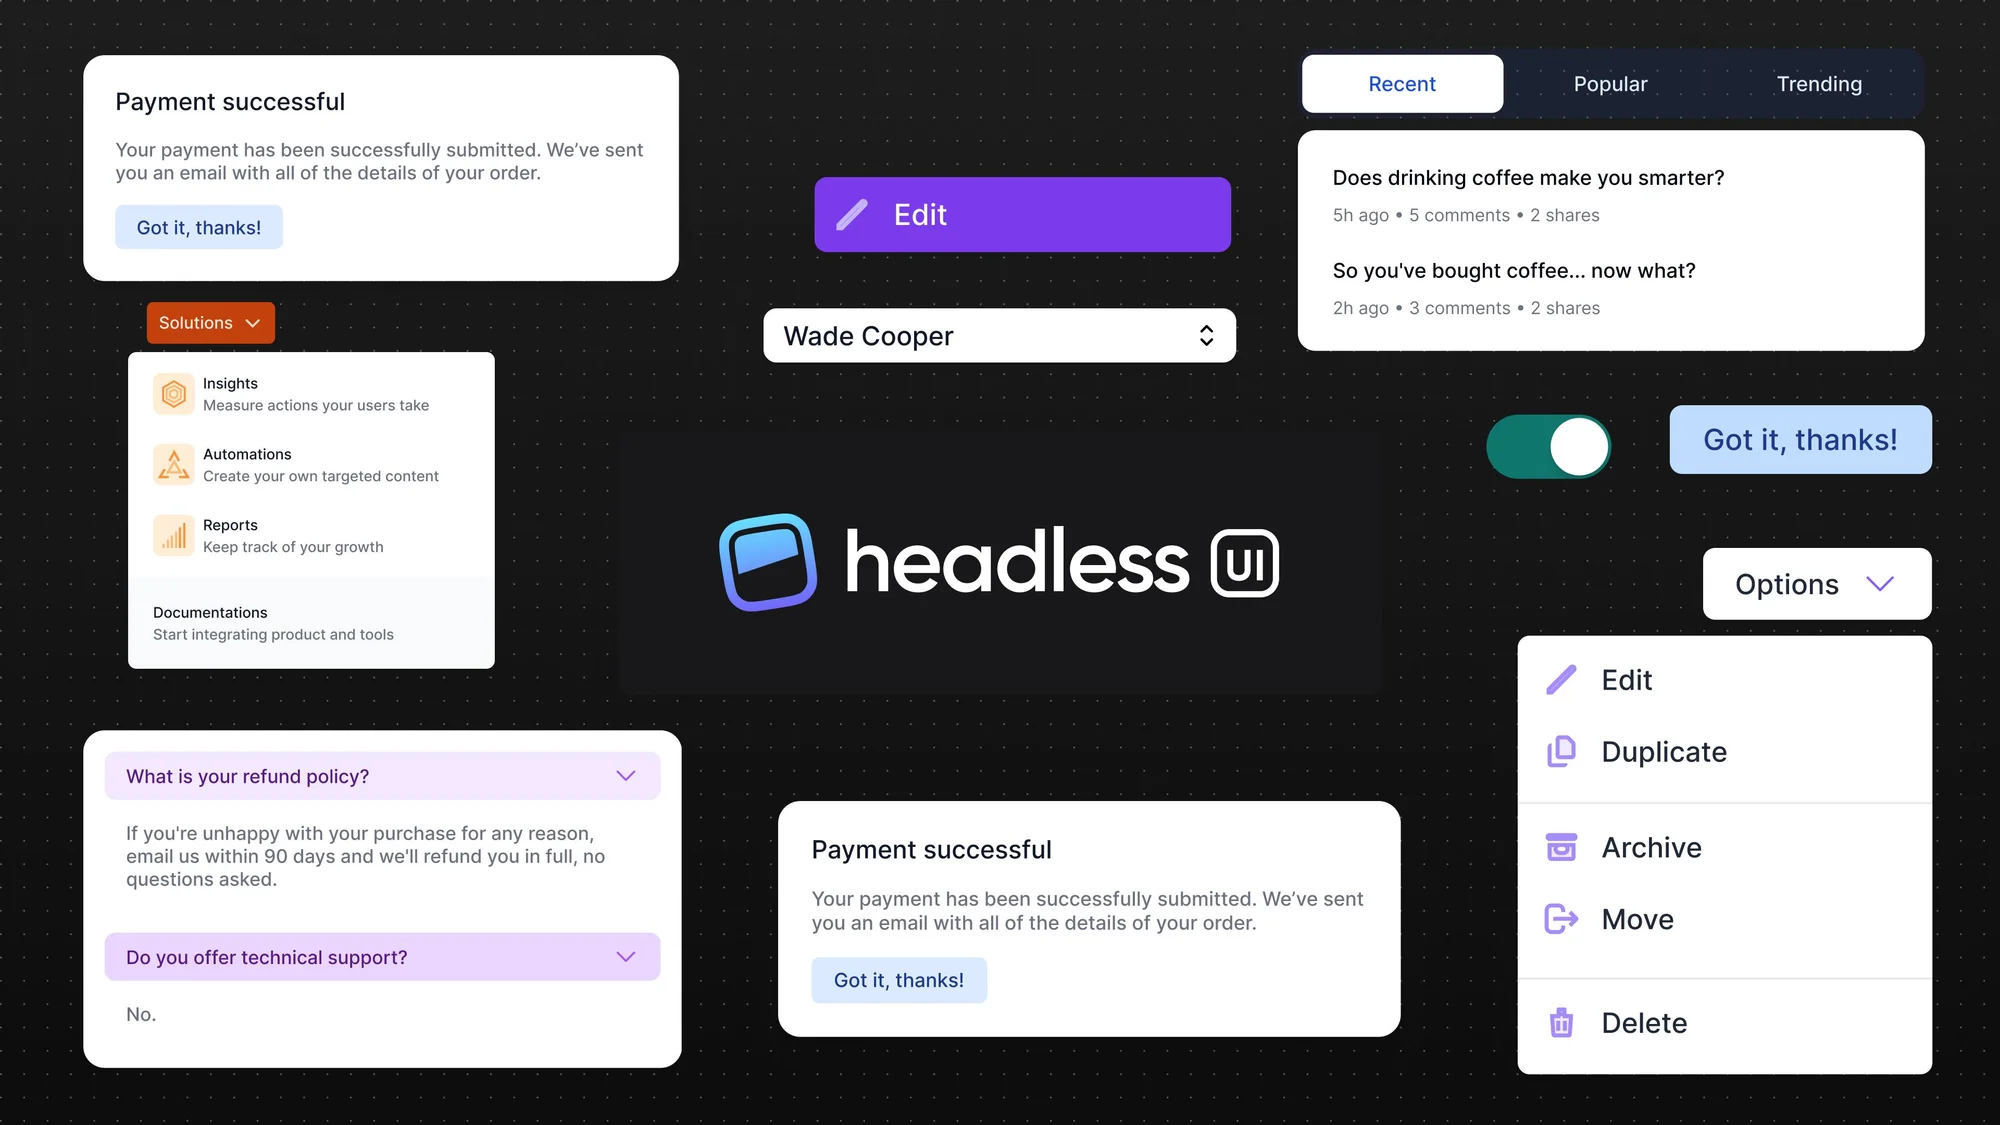 Payment successful
Your payment has been successfully submitted. We’ve sent
you an email with all of the details of your order.
Got it, thanks!
Solutions
Insights
Measure actions your users take
Automations
Create your own targeted content
Reports
Keep track of your growth
Documentations
Start integrating product and tools
What is your refund policy?
If you're unhappy with your purchase for any reason,
email us within 90 days and we'll refund you in full, no
questions asked.
Do you offer technical support?
No.
Edit
Wade Cooper
headless UI
Payment successful
Your payment has been successfully submitted. We’ve sent
you an email with all of the details of your order.
Got it, thanks!
Recent Popular Trending
Does drinking coffee make you smarter?
5h ago • 5 comments • 2 shares
So you've bought coffee... now what?
2h ago • 3 comments • 2 shares
Got it, thanks!
Options
Edit
Duplicate
Archive
Move
Delete